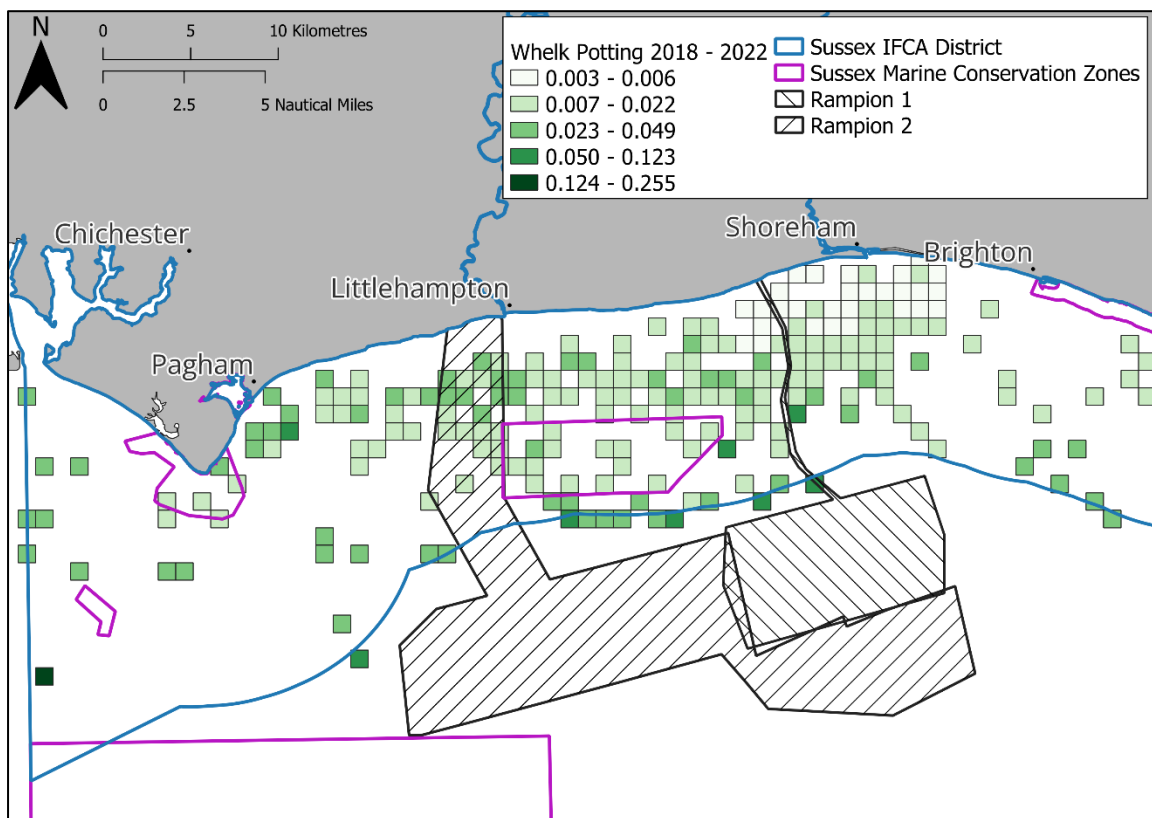 N
0 5 10 Kilometres
0 2.5 5 Nautical Miles
Whelk Potting 2018 - 2022
0.003 - 0.006
0.007 - 0.022
0.023 - 0.049
0.050 - 0.123
0.124 - 0.255
Sussex IFCA District
Sussex Marine Conservation Zones
Rampion 1
Rampion 2
Chichester
Shoreham
Brighton
Littlehampton
Pagham